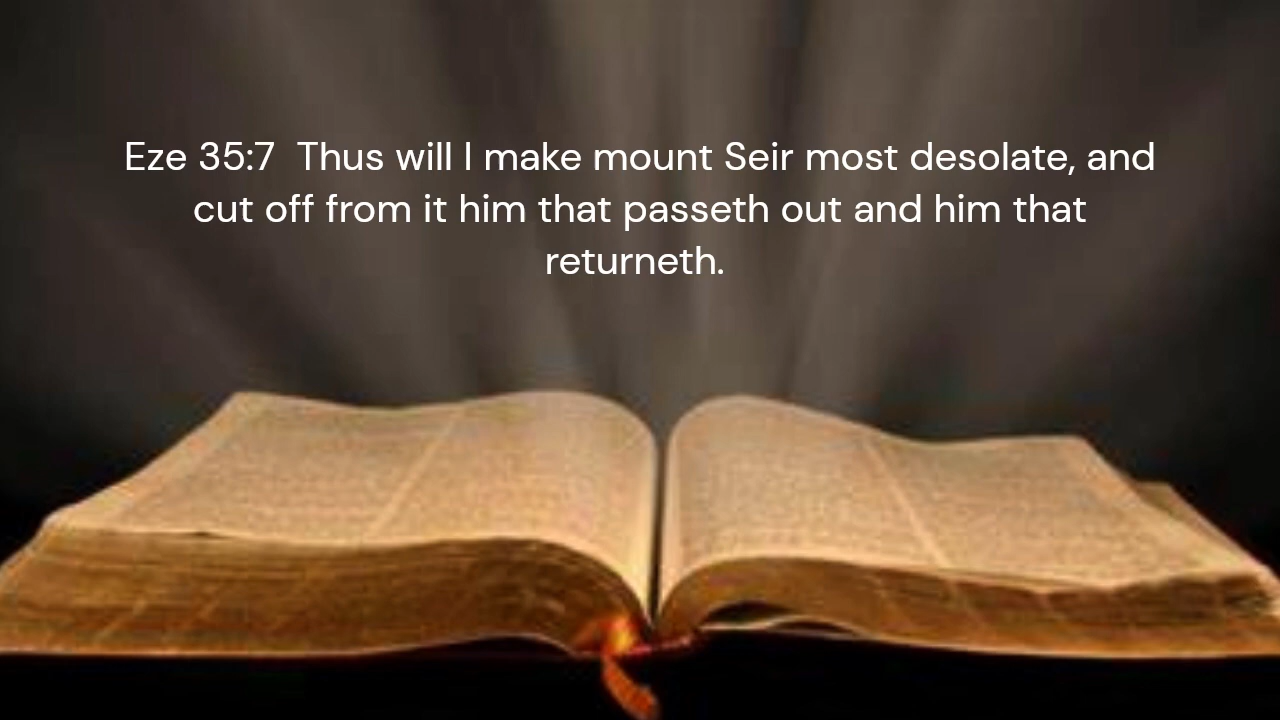 Eze 35:7  Thus will I make mount Seir most desolate, and
cut off from it him that passeth out and him that
returneth.